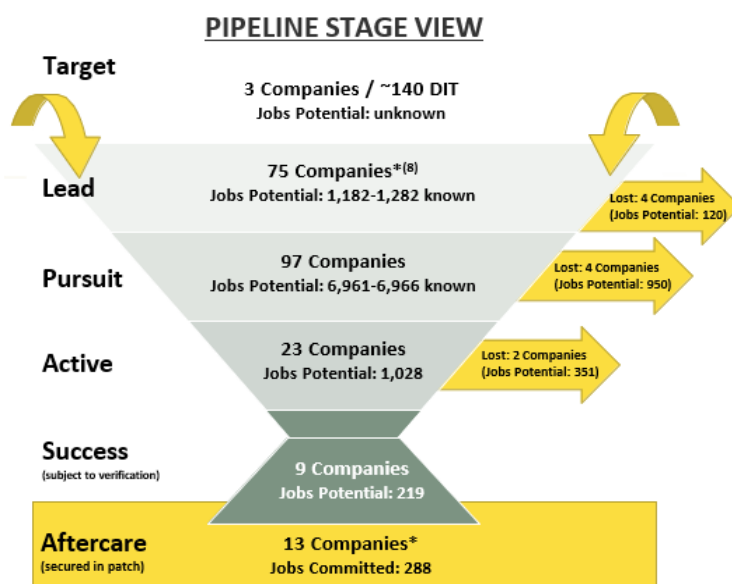 PIPELINE STAGE VIEW
Target
3 Companies / ~140 DIT
Jobs Potential: unknown
Lead
75 Companies*(8)
Jobs Potential: 1,182-1,282 known
Lost: 4 Companies
(Jobs Potential: 120)
Pursuit
97 Companies
Jobs Potential: 6,961-6,966 known
Lost: 4 Companies
(Jobs Potential: 950)
Active
23 Companies
Jobs Potential: 1,028
Lost: 2 Companies
(Jobs Potential: 351)
Success
(subject to verification)
9 Companies
Jobs Potential: 219
Aftercare
(secured in patch)
13 Companies*
Jobs Committed: 288